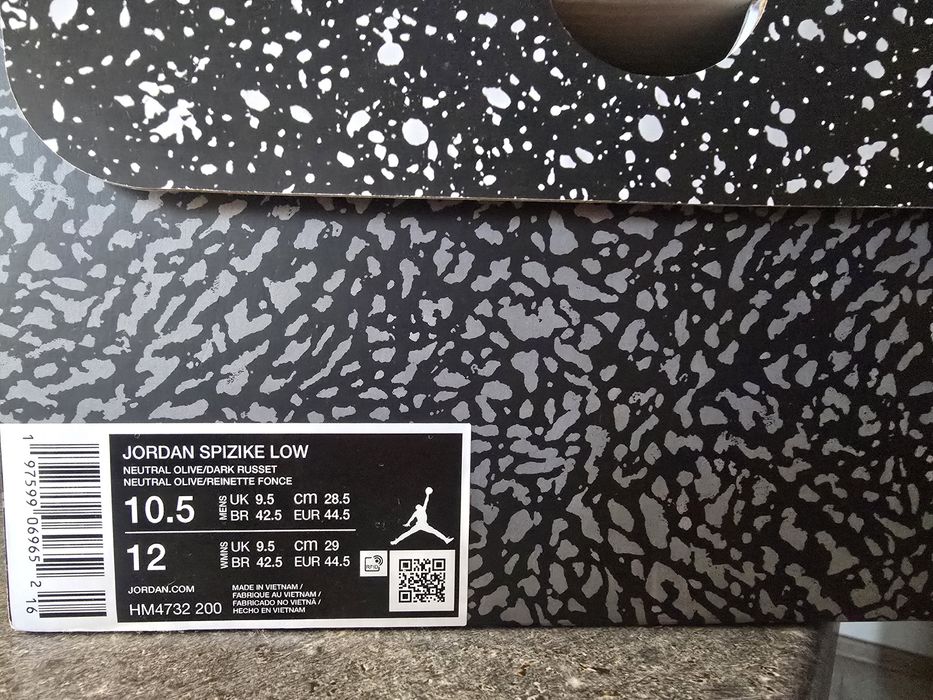 JORDAN SPIZIKE LOW
NEUTRAL OLIVE/DARK RUSSET
NEUTRAL OLIVE/REINETTE FONCE
10.5 MENS UK 9.5 CM 28.5
BR 42.5 EUR 44.5
12 WMNS UK 9.5 CM 29
BR 42.5 EUR 44.5
JORDAN.COM
HM4732 200
MADE IN VIETNAM /
FABRIQUE AU VIETNAM /
FABRICADO NO VIETNÃ /
HECHO EN VIETNAM
1 97599 06965 2 16